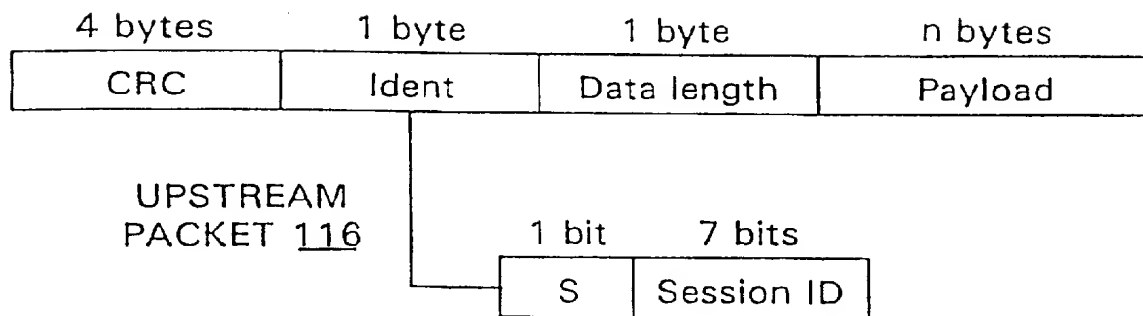 4 bytes 1 byte 1 byte n bytes
CRC Ident Data length Payload
UPSTREAM
PACKET 116
1 bit 7 bits
S Session ID